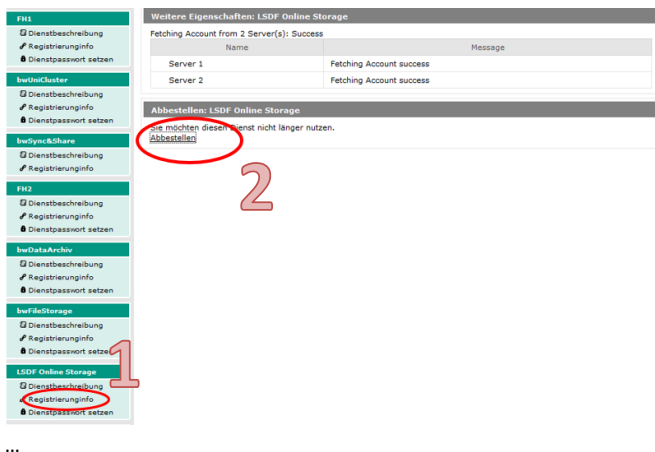 FH1
Dienstbeschreibung
Registrierunginfo
Dienstpasswort setzen
bwUniCluster
Dienstbeschreibung
Registrierunginfo
Dienstpasswort setzen
bwSync&Share
Dienstbeschreibung
Registrierunginfo
FH2
Dienstbeschreibung
Registrierunginfo
Dienstpasswort setzen
bwDataArchiv
Dienstbeschreibung
Registrierunginfo
Dienstpasswort setzen
bwFileStorage
Dienstbeschreibung
Registrierunginfo
Dienstpasswort setzen
1
LSDF Online Storage
Dienstbeschreibung
Registrierunginfo
Dienstpasswort setzen
Weitere Eigenschaften: LSDF Online Storage
Fetching Account from 2 Server(s): Success
Name Message
Server 1 Fetching Account success
Server 2 Fetching Account success
Abbestellen: LSDF Online Storage
Sie möchten diesen Dienst nicht länger nutzen.
Abbestellen
2
...